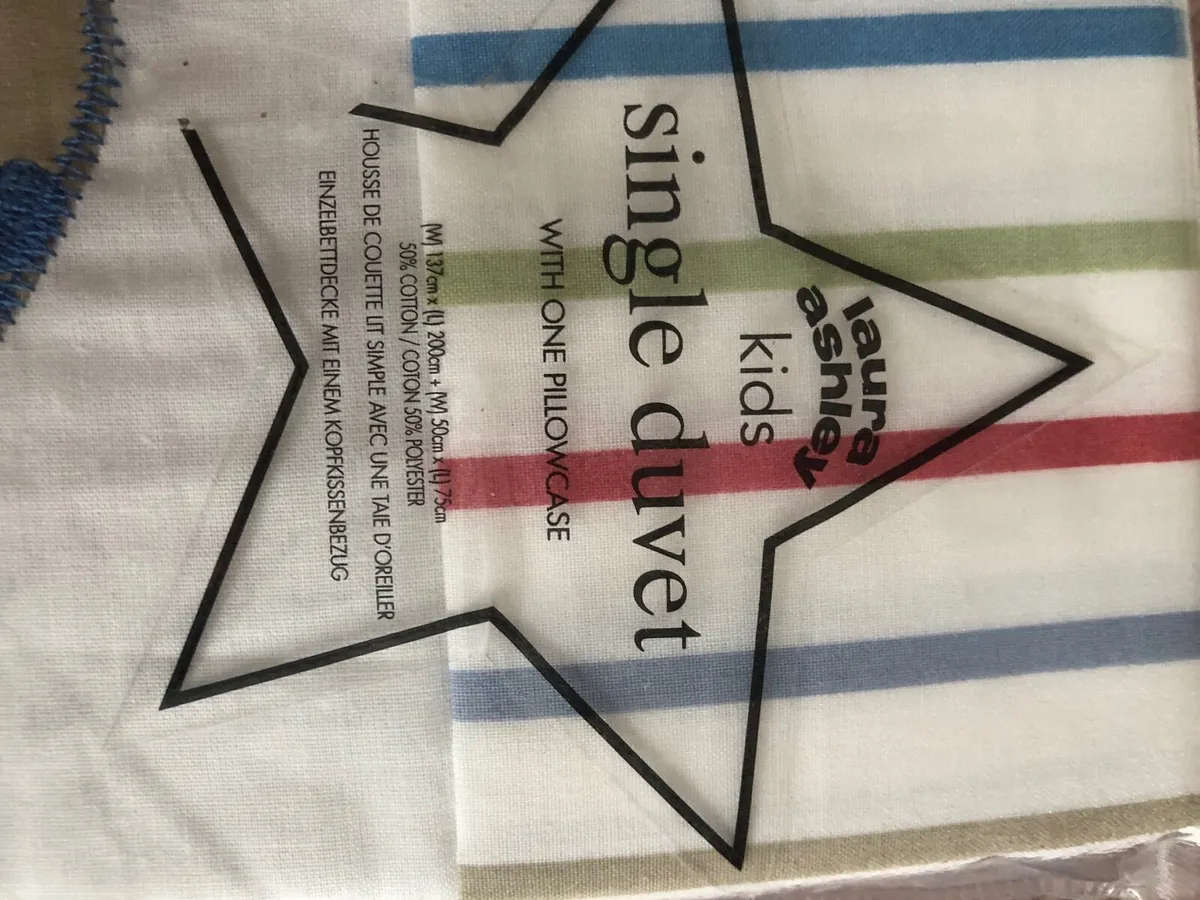 laura
ashley
kids
single duvet
WITH ONE PILLOWCASE
(W) 137cm x (L) 200cm + (W) 50cm x (L) 75cm
50% COTTON / COTON 50% POLYESTER
HOUSSE DE COUETTE LIT SIMPLE AVEC UNE TAIE D'OREILLER
EINZELBETTDECKE MIT EINEM KOPFKISSENBEZUG